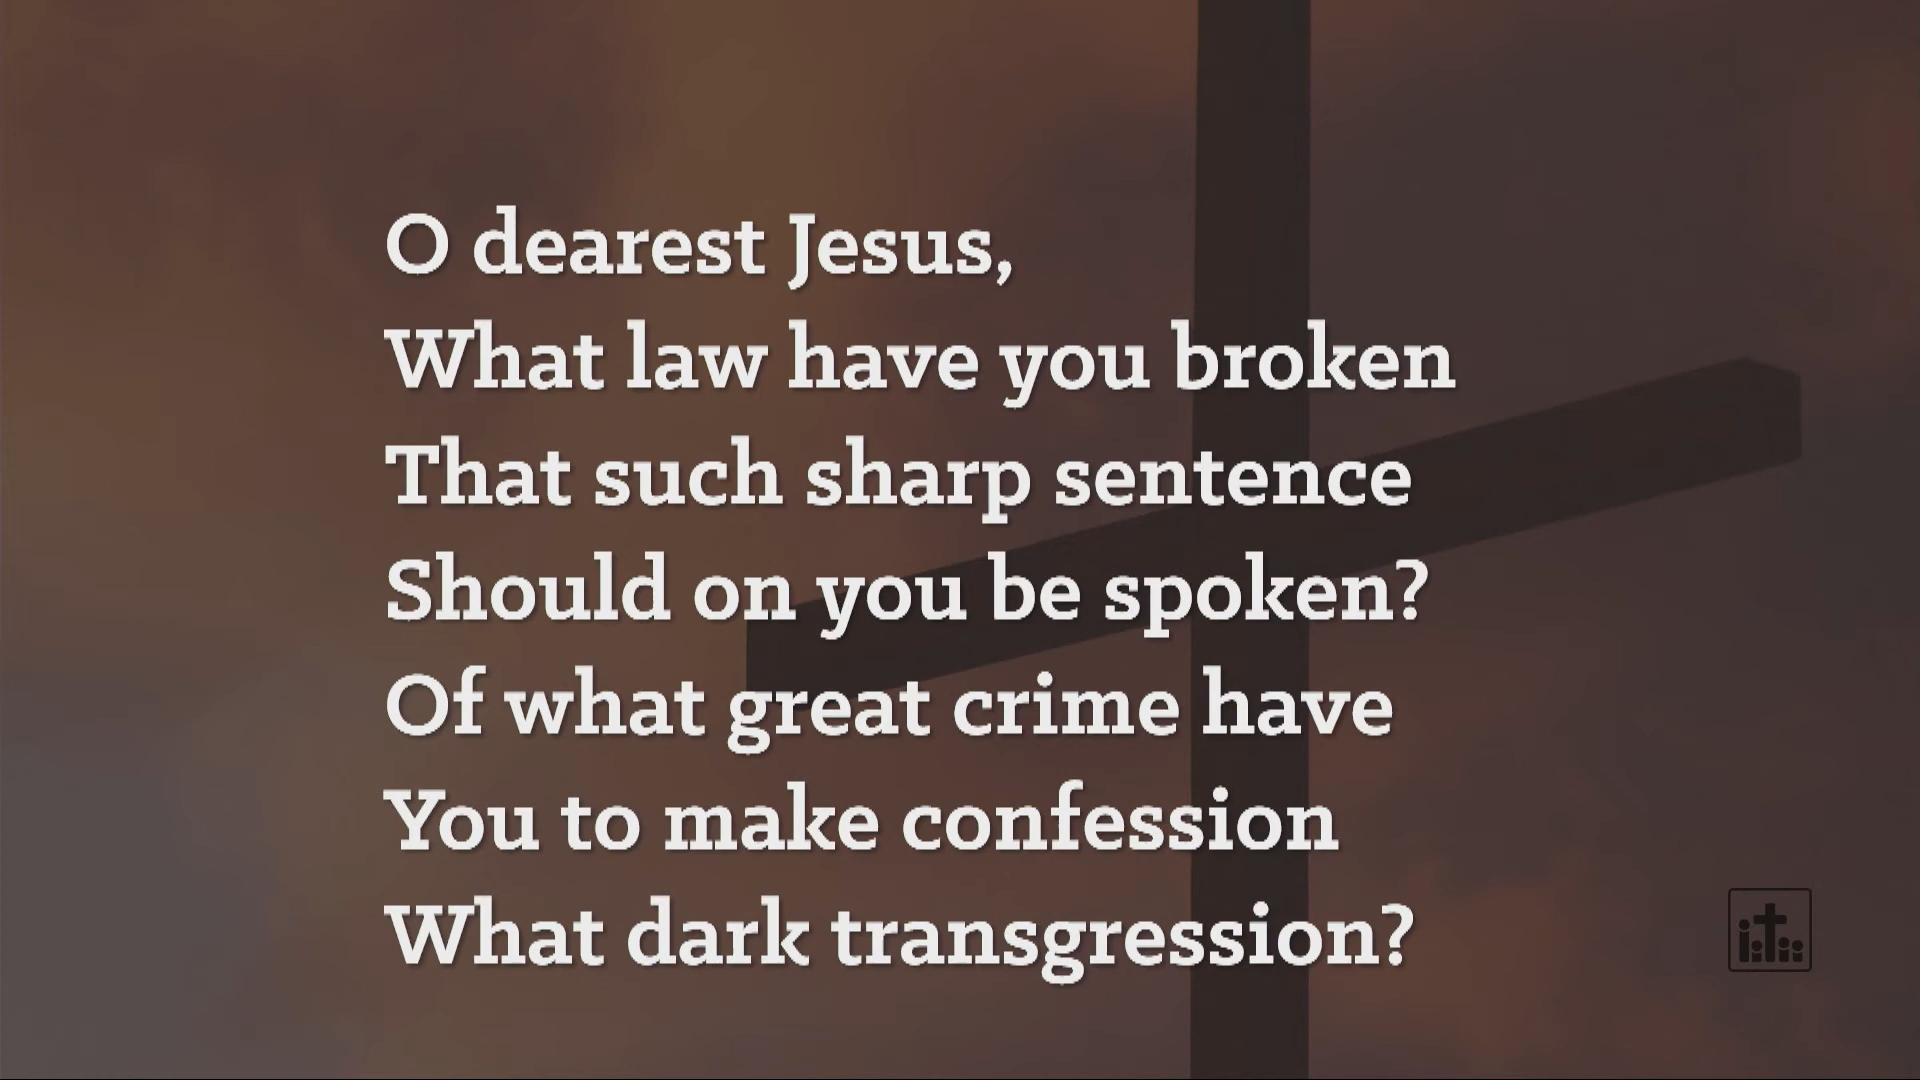 O dearest Jesus,
What law have you broken
That such sharp sentence
Should on you be spoken?
Of what great crime have
You to make confession
What dark transgression?